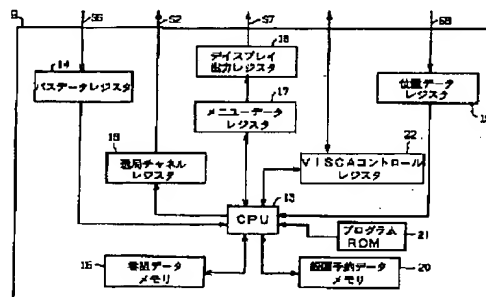 S6
S2
S7
14
デイスプレイ
出力レジスタ
バスデータレジスタ
17
位置データ
レジスタ
メニューデータ
レジスタ
22
選局チャネル
レジスタ
VISCAコントロール
レジスタ
13
CPU
プログラム
ROM
21
番組データ
メモリ
録画予約データ
メモリ
20